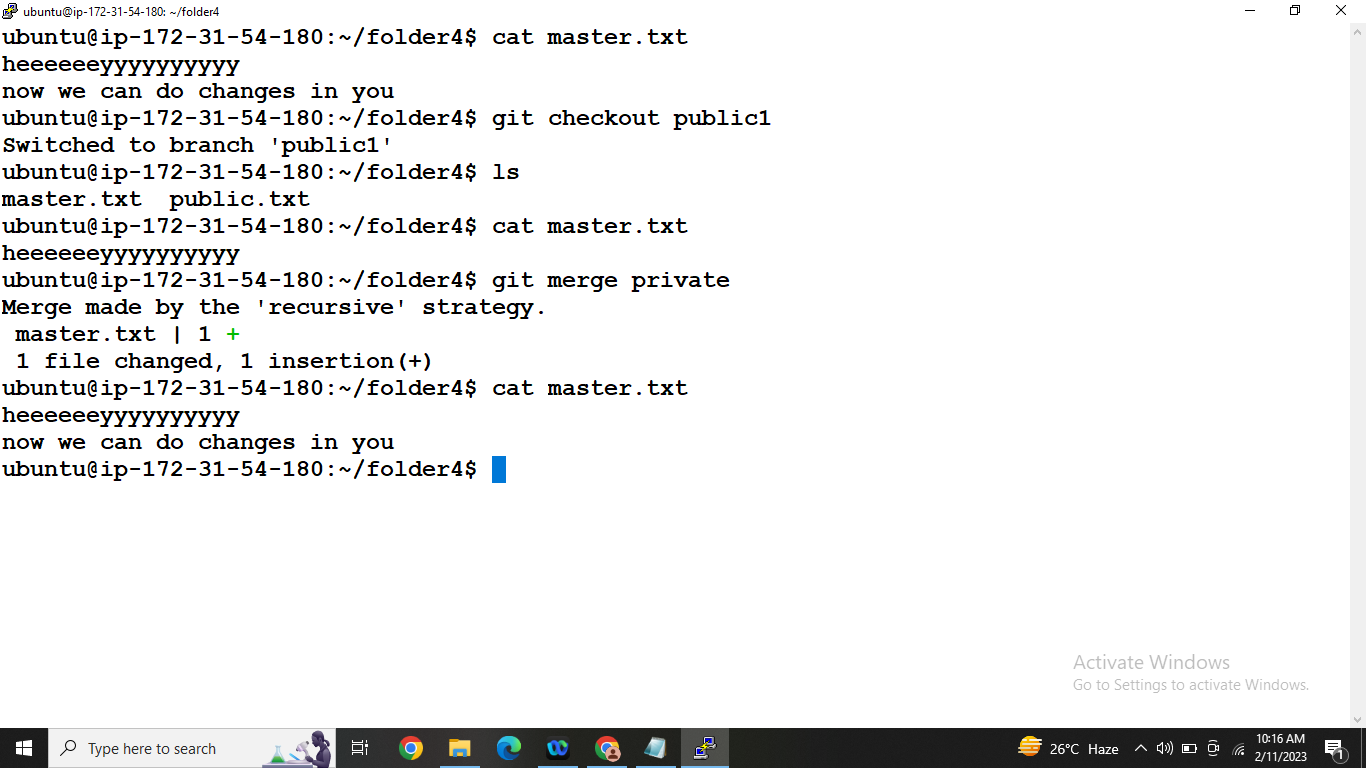 ubuntu@ip-172-31-54-180: ~/folder4
ubuntu@ip-172-31-54-180:~/folder4$ cat master.txt
heeeeeeyyyyyyyyyy
now we can do changes in you
ubuntu@ip-172-31-54-180:~/folder4$ git checkout public1
Switched to branch 'public1'
ubuntu@ip-172-31-54-180:~/folder4$ ls
master.txt  public.txt
ubuntu@ip-172-31-54-180:~/folder4$ cat master.txt
heeeeeeyyyyyyyyyy
ubuntu@ip-172-31-54-180:~/folder4$ git merge private
Merge made by the 'recursive' strategy.
 master.txt | 1 +
 1 file changed, 1 insertion(+)
ubuntu@ip-172-31-54-180:~/folder4$ cat master.txt
heeeeeeyyyyyyyyyy
now we can do changes in you
ubuntu@ip-172-31-54-180:~/folder4$
Activate Windows
Go to Settings to activate Windows.
Type here to search
26°C Haze
10:16 AM
2/11/2023
1